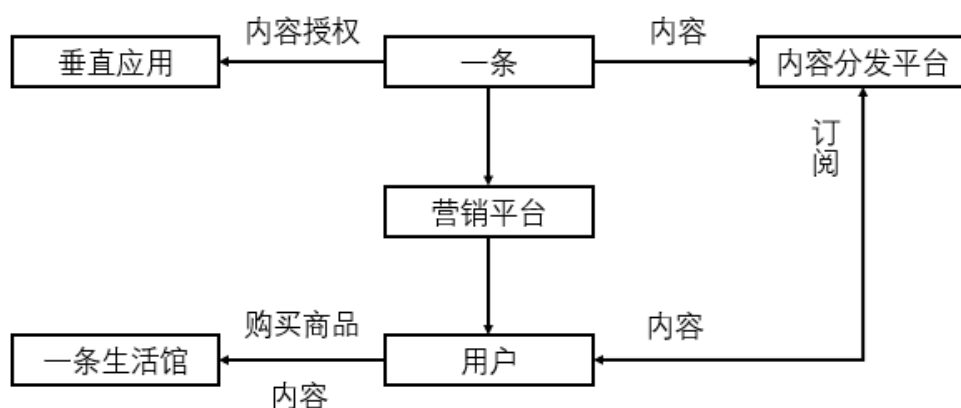 内容授权
内容
垂直应用
一条
内容分发平台
订
阅
营销平台
购买商品
内容
一条生活馆
用户
内容